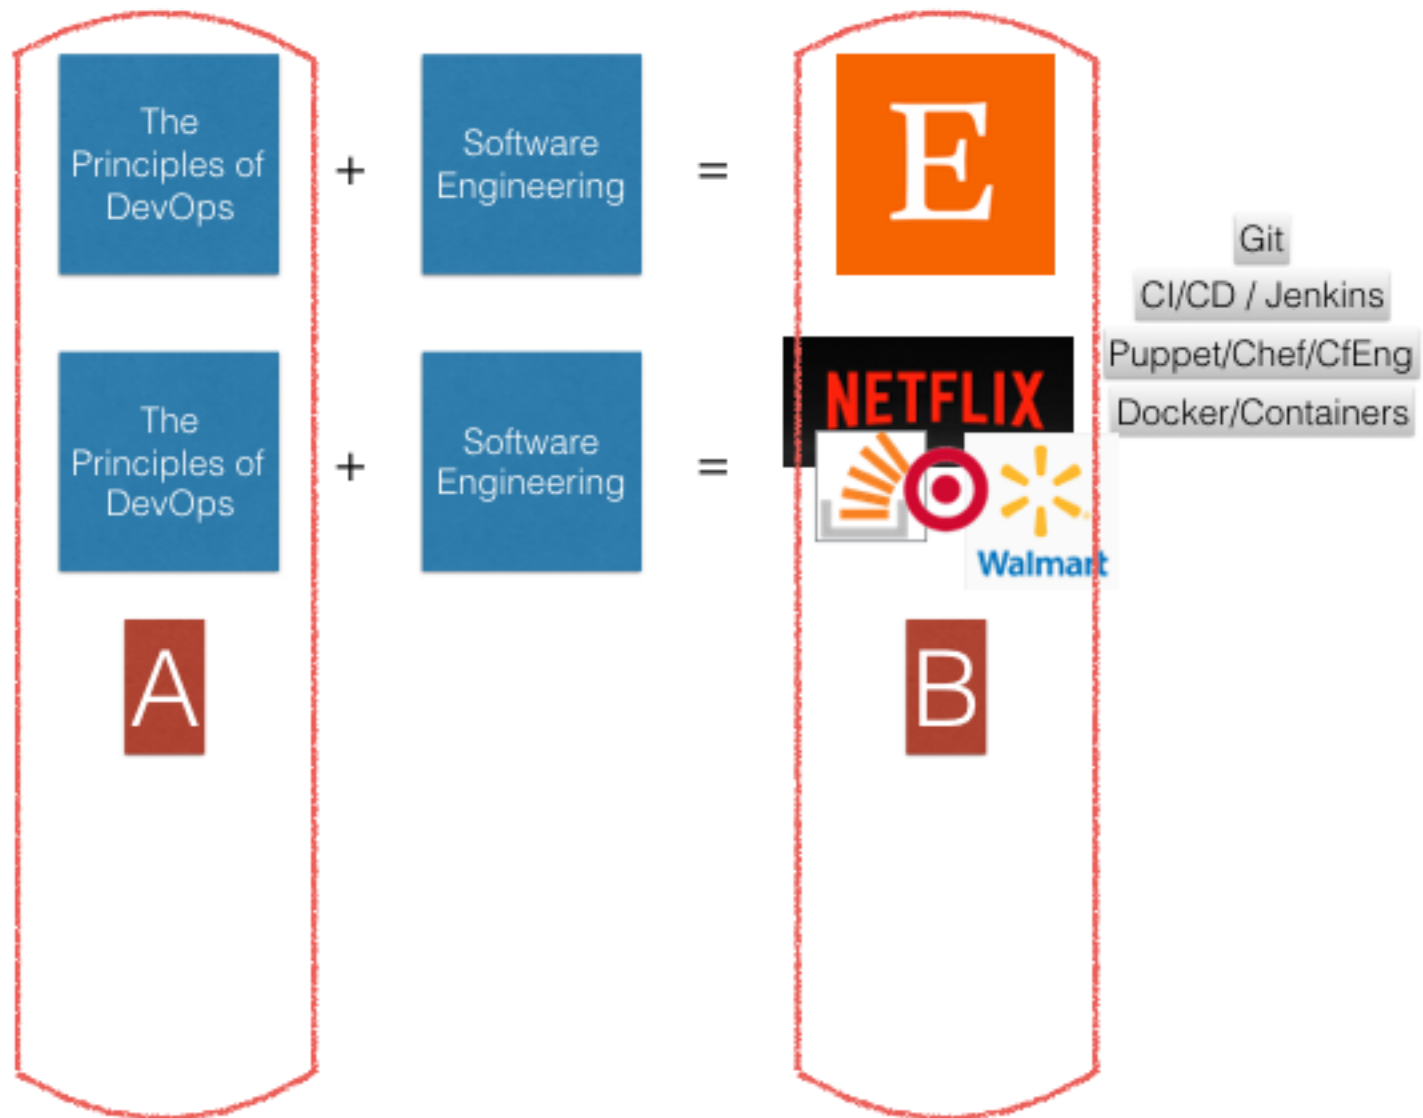 The
Principles of
DevOps
+
Software
Engineering
=
E
Git
CI/CD / Jenkins
Puppet/Chef/CfEng
Docker/Containers
The
Principles of
DevOps
+
Software
Engineering
=
NETFLIX
Walmart
A
B